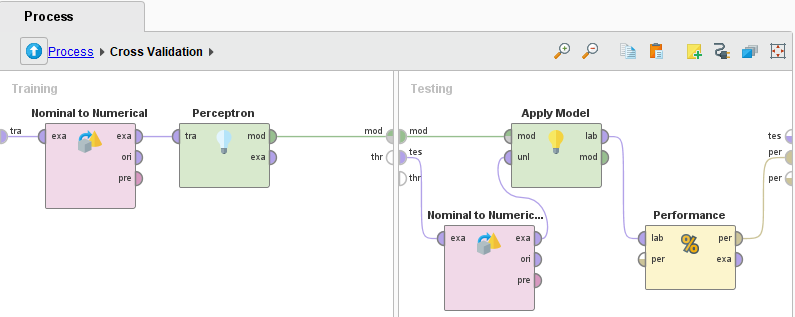 Process
Process ▸ Cross Validation ▸
Training
Testing
Nominal to Numerical
Perceptron
Apply Model
tra
exa
exa
ori
pre
tra
mod
exa
mod
thr
mod
tes
thr
mod
unl
lab
mod
tes
per
per
Nominal to Numeric...
Performance
exa
exa
ori
pre
lab
per
%
per
exa